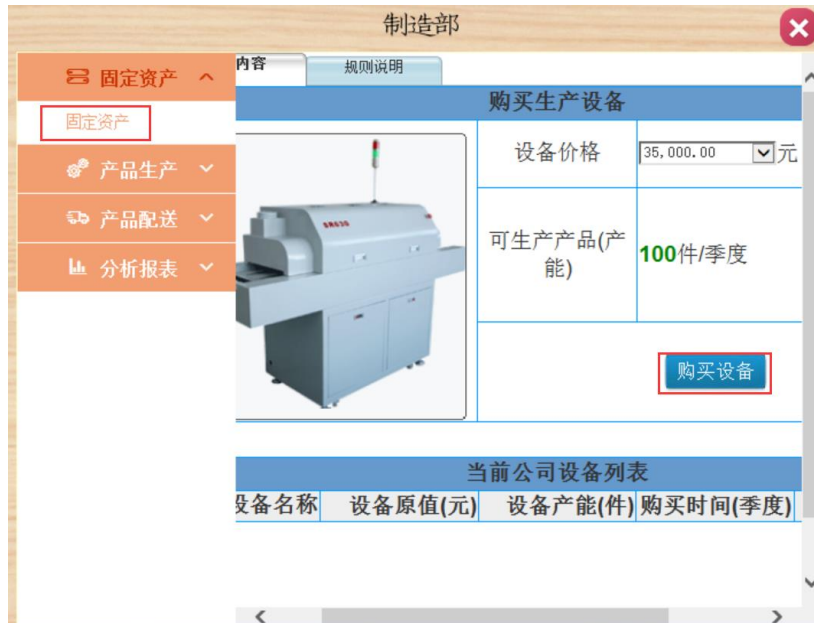 制造部
固定资产
固定资产
产品生产
产品配送
分析报表
内容
规则说明
购买生产设备
设备价格
35,000.00
元
可生产产品(产
能)
100件/季度
购买设备
当前公司设备列表
设备名称
设备原值(元)
设备产能(件)
购买时间(季度)